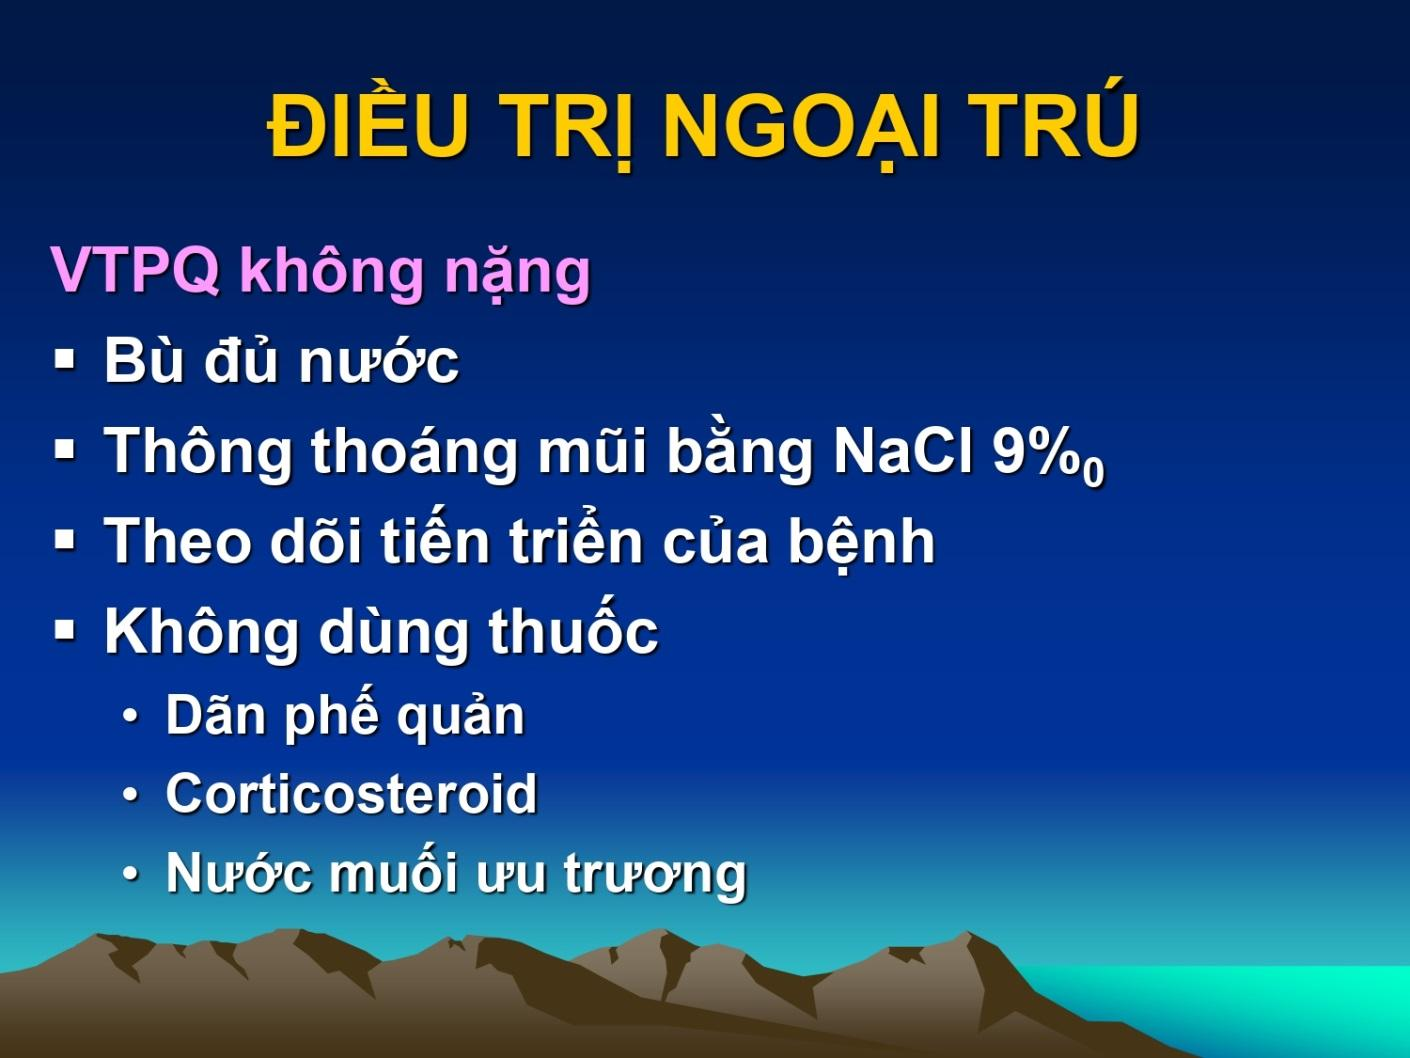 ĐIỀU TRỊ NGOẠI TRÚ
VTPQ không nặng
▪ Bù đủ nước
▪ Thông thoáng mũi bằng NaCl 9%₀
▪ Theo dõi tiến triển của bệnh
▪ Không dùng thuốc
• Dãn phế quản
• Corticosteroid
• Nước muối ưu trương